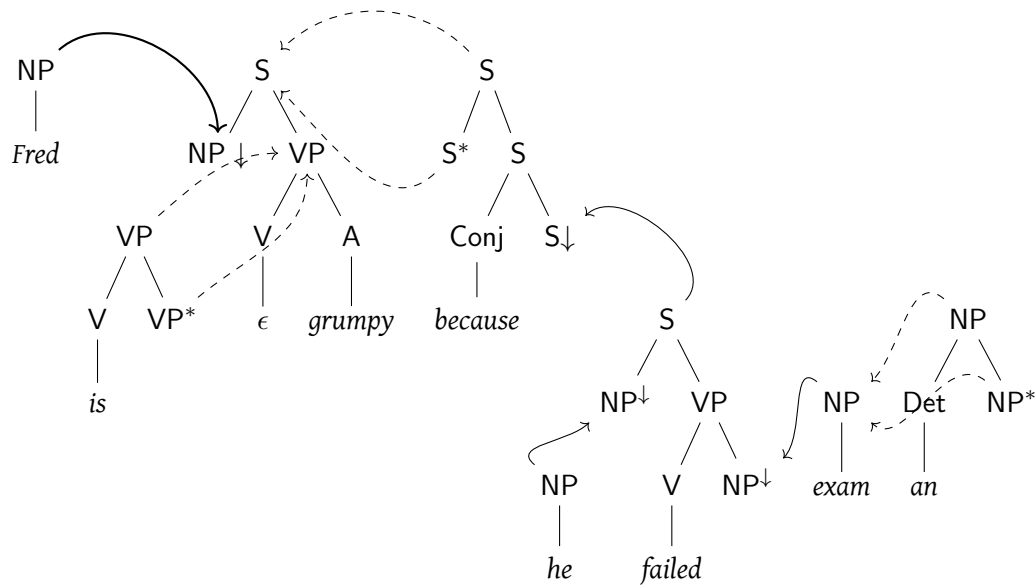 NP S S
Fred NP ↓ VP S* S
VP V A Conj S↓
V VP* ϵ grumpy because S NP
is NP↓ VP NP Det NP*
NP V NP↓ exam an
he failed